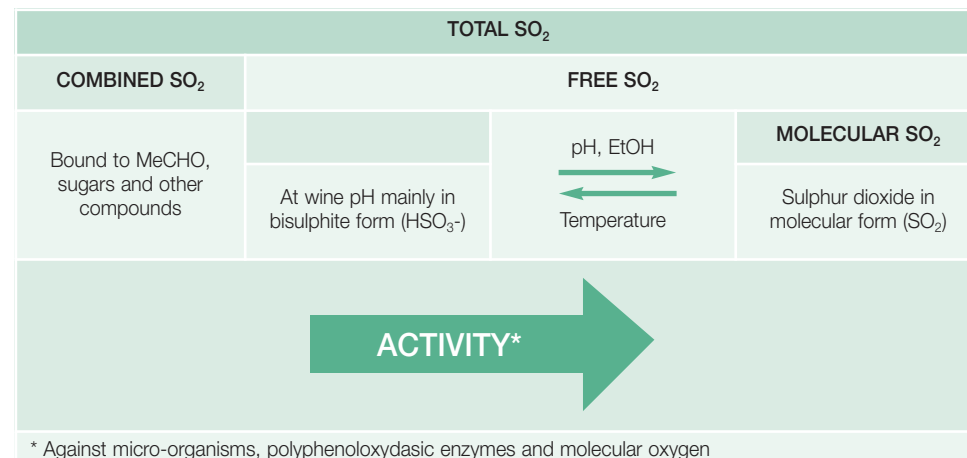 TOTAL SO₂
COMBINED SO₂
FREE SO₂
Bound to MeCHO,
sugars and other
compounds
At wine pH mainly in
bisulphite form (HSO₃-)
pH, EtOH
Temperature
MOLECULAR SO₂
Sulphur dioxide in
molecular form (SO₂)
ACTIVITY*
* Against micro-organisms, polyphenoloxydasic enzymes and molecular oxygen